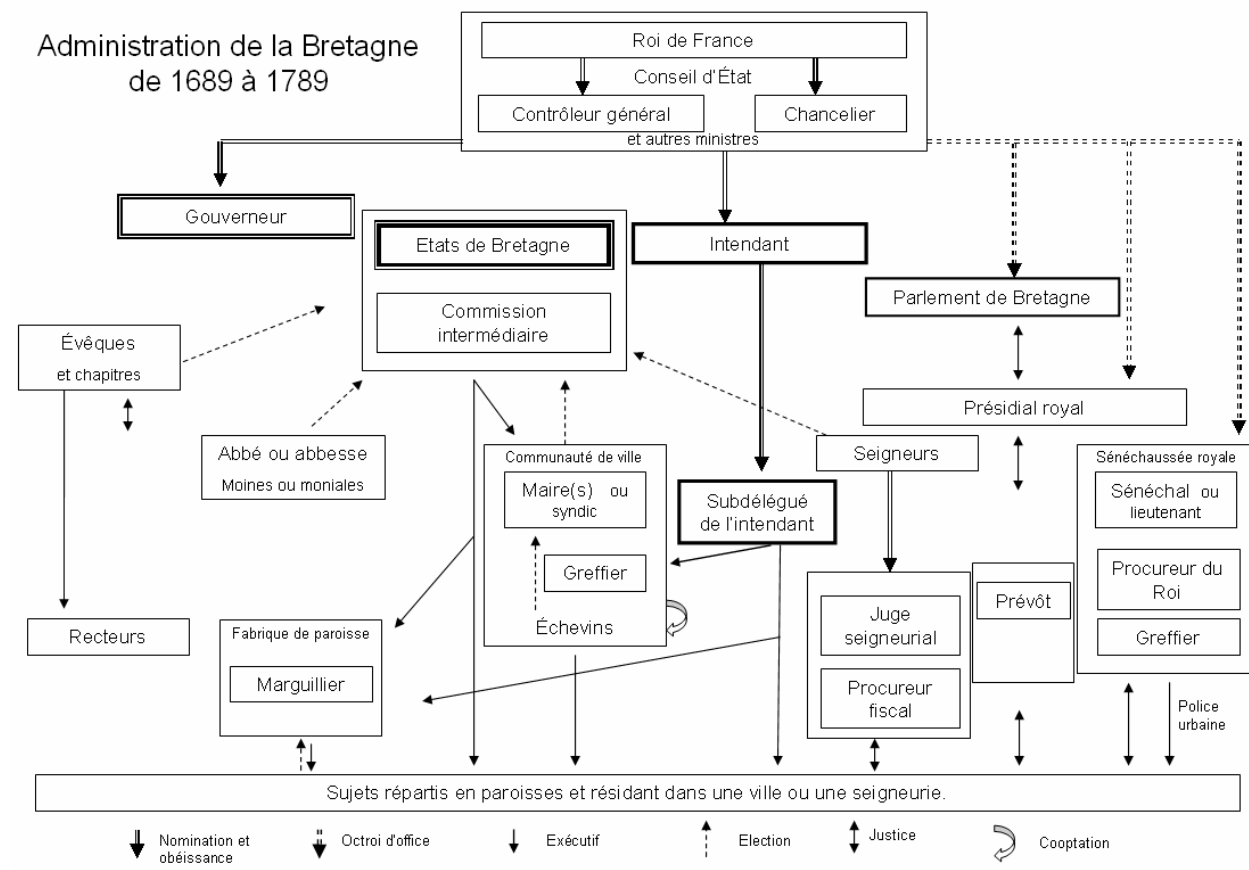 Administration de la Bretagne
de 1689 à 1789
Roi de France
Conseil d'État
Contrôleur général
Chancelier
et autres ministres
Gouverneur
Etats de Bretagne
Intendant
Commission
intermédiaire
Parlement de Bretagne
Évêques
et chapitres
Présidial royal
Abbé ou abbesse
Moines ou moniales
Communauté de ville
Maire(s) ou
syndic
Greffier
Échevins
Seigneurs
Subdélégué
de l'intendant
Sénéchaussée royale
Sénéchal ou
lieutenant
Procureur du
Roi
Greffier
Recteurs
Fabrique de paroisse
Marguillier
Juge
seigneurial
Procureur
fiscal
Prévôt
Police
urbaine
Sujets répartis en paroisses et résidant dans une ville ou une seigneurie.
Nomination et
obéissance
Octroi d'office
Exécutif
Election
Justice
Cooptation